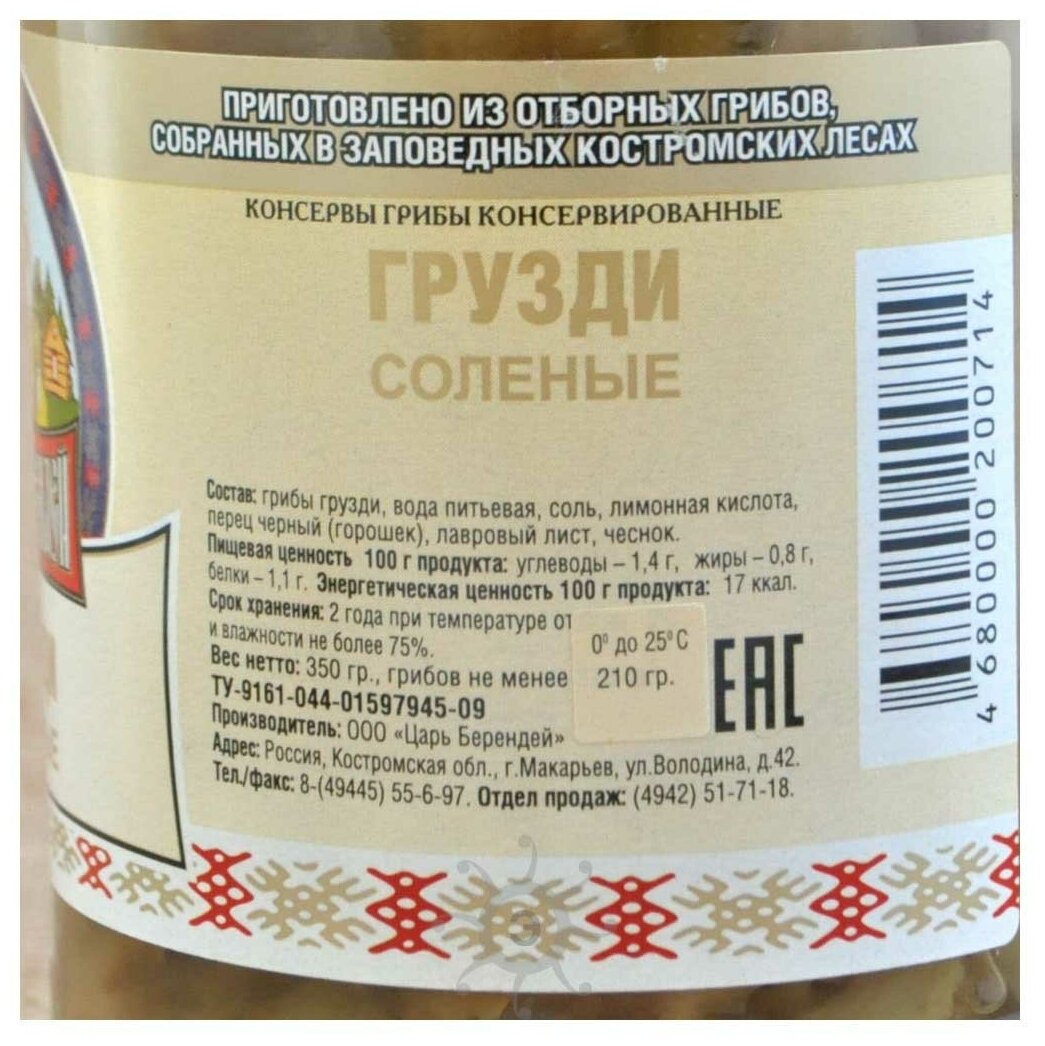 ПРИГОТОВЛЕНО ИЗ ОТБОРНЫХ ГРИБОВ,
СОБРАННЫХ В ЗАПОВЕДНЫХ КОСТРОМСКИХ ЛЕСАХ
КОНСЕРВЫ ГРИБЫ КОНСЕРВИРОВАННЫЕ
ГРУЗДИ
СОЛЕНЫЕ
Состав: грибы грузди, вода питьевая, соль, лимонная кислота,
перец черный (горошек), лавровый лист, чеснок.
Пищевая ценность 100 г продукта: углеводы – 1,4 г, жиры – 0,8 г,
белки – 1,1 г. Энергетическая ценность 100 г продукта: 17 ккал.
Срок хранения: 2 года при температуре от 0° до 25°С
и влажности не более 75%.
Вес нетто: 350 гр., грибов не менее 210 гр.
ТУ-9161-044-01597945-09
Производитель: ООО «Царь Берендей»
Адрес: Россия, Костромская обл., г.Макарьев, ул.Володина, д.42.
Тел./факс: 8-(49445) 55-6-97. Отдел продаж: (4942) 51-71-18.
ЕАС
4680000200714